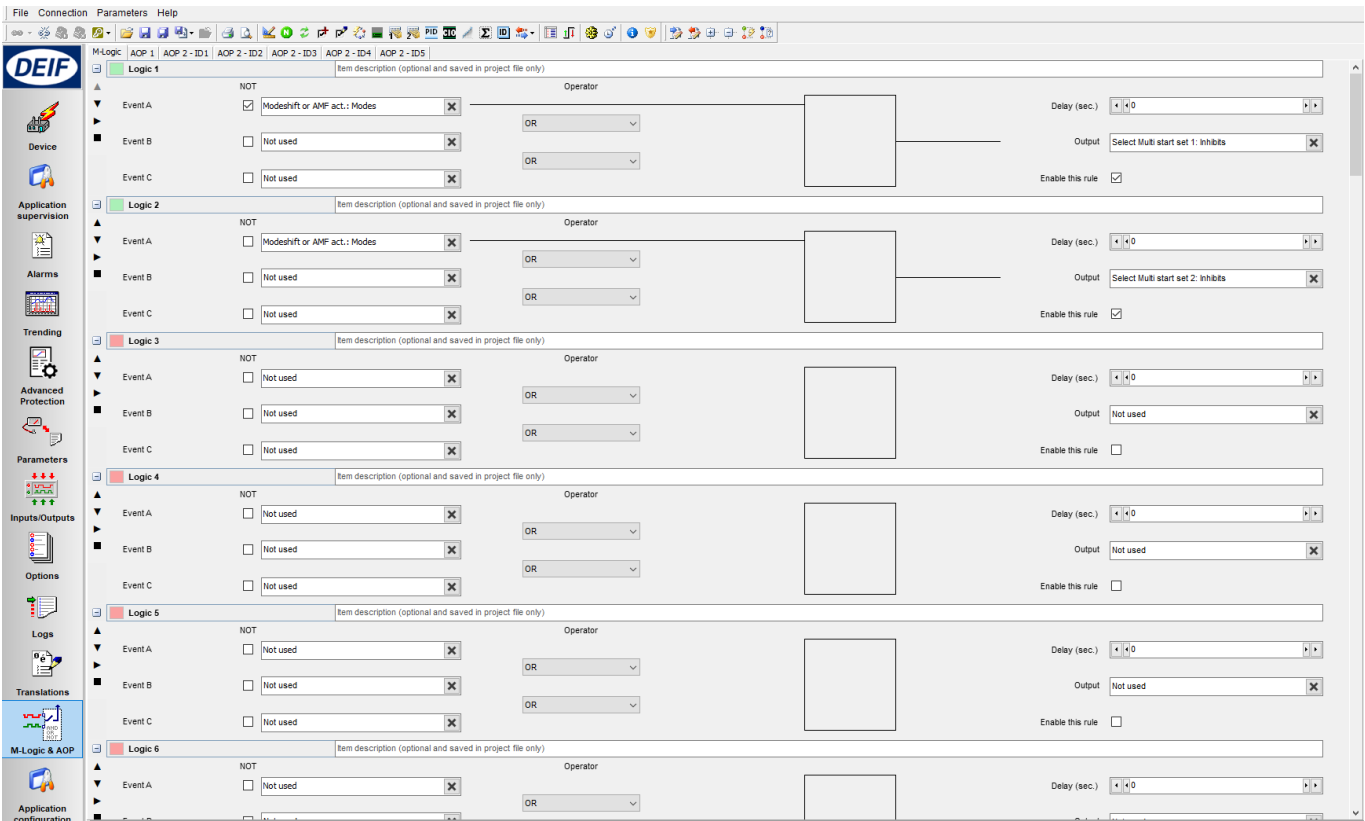 File Connection Parameters Help
PID CIO Σ ID
DEIF
M-Logic AOP 1 AOP 2 - ID1 AOP 2 - ID2 AOP 2 - ID3 AOP 2 - ID4 AOP 2 - ID5
Logic 1 Item description (optional and saved in project file only)
NOT Operator
Event A Modeshift or AMF act.: Modes Delay (sec.) 0
OR
Event B Not used Output Select Multi start set 1: Inhibits
OR
Event C Not used Enable this rule
Logic 2 Item description (optional and saved in project file only)
NOT Operator
Event A Modeshift or AMF act.: Modes Delay (sec.) 0
OR
Event B Not used Output Select Multi start set 2: Inhibits
OR
Event C Not used Enable this rule
Logic 3 Item description (optional and saved in project file only)
NOT Operator
Event A Not used Delay (sec.) 0
OR
Event B Not used Output Not used
OR
Event C Not used Enable this rule
Logic 4 Item description (optional and saved in project file only)
NOT Operator
Event A Not used Delay (sec.) 0
OR
Event B Not used Output Not used
OR
Event C Not used Enable this rule
Logic 5 Item description (optional and saved in project file only)
NOT Operator
Event A Not used Delay (sec.) 0
OR
Event B Not used Output Not used
OR
Event C Not used Enable this rule
Logic 6 Item description (optional and saved in project file only)
NOT Operator
Event A Not used Delay (sec.) 0
OR
Device
Application
supervision
Alarms
Trending
Advanced
Protection
Parameters
Inputs/Outputs
Options
Logs
Translations
AND
OR
NOT
M-Logic & AOP
Application
configuration